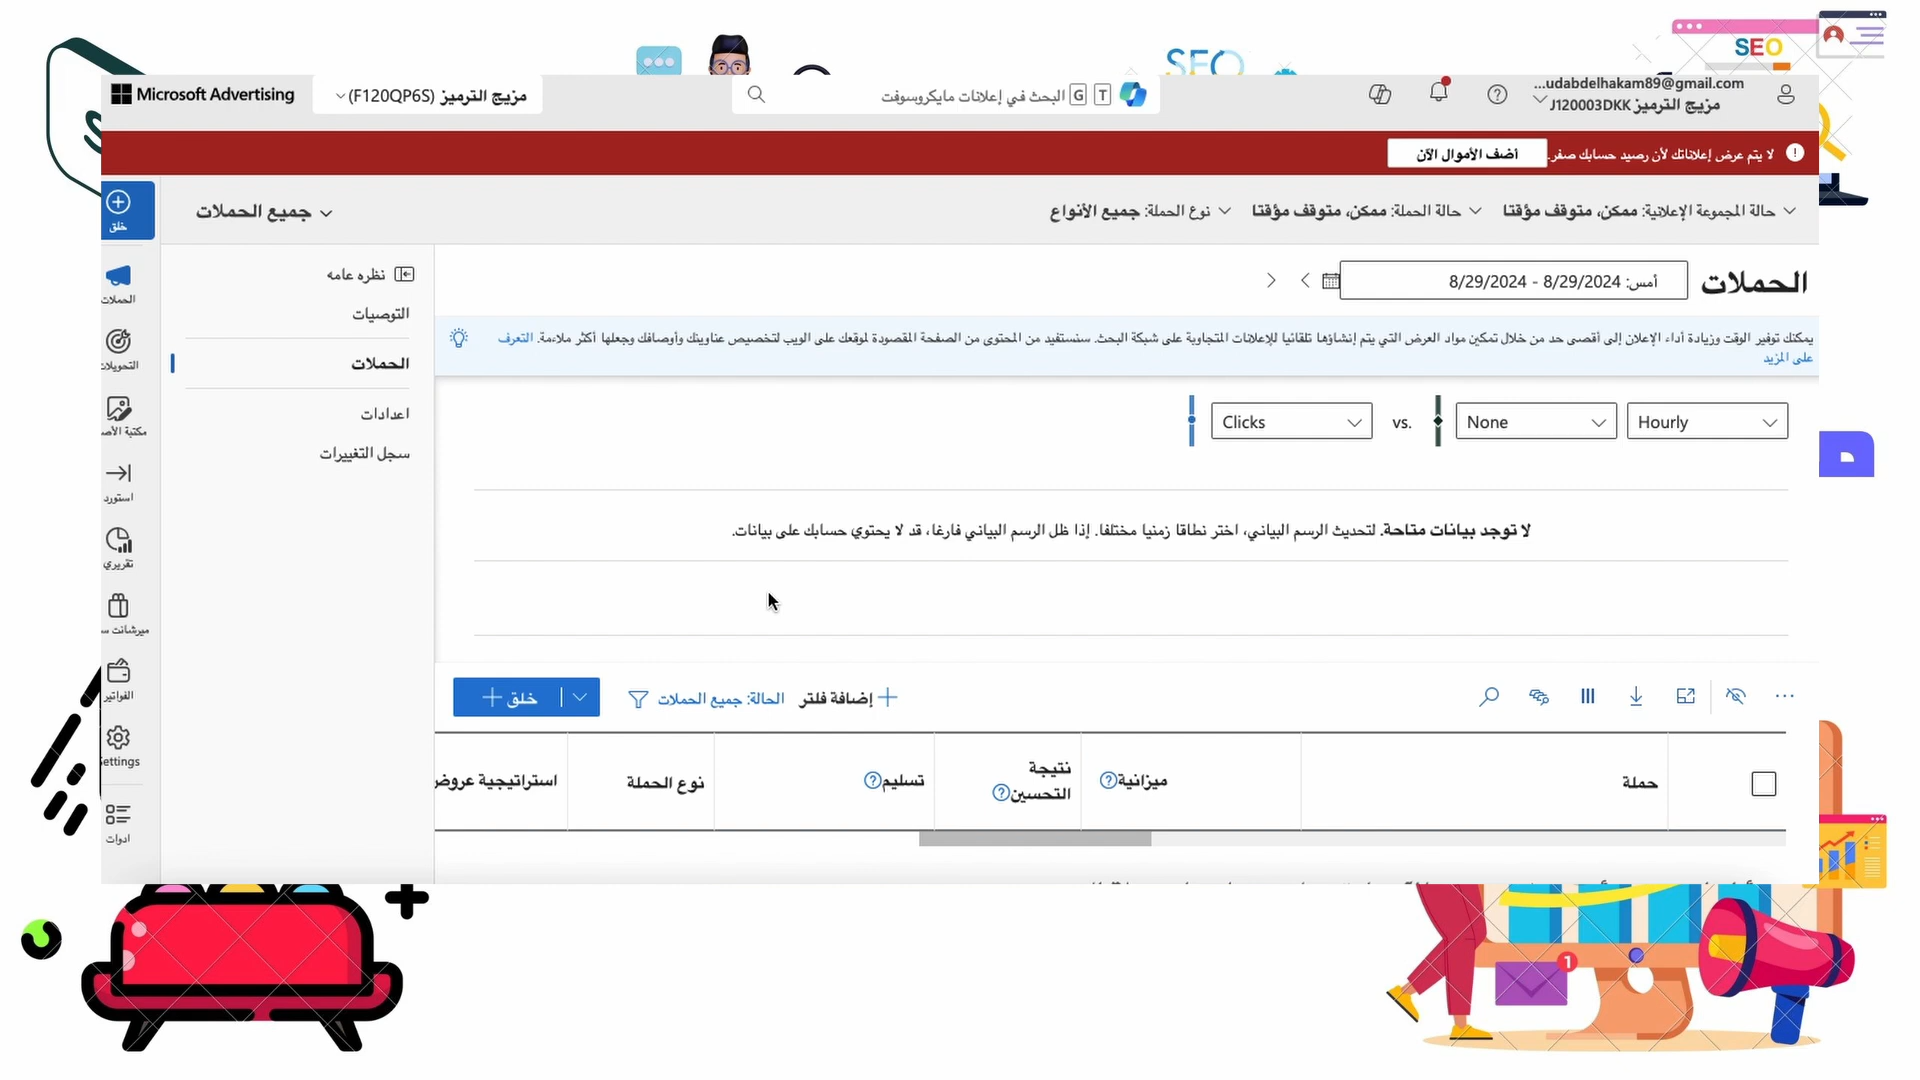 SEO
SEO
Microsoft Advertising
مزيج الترميز (F120QP6S)
البحث في إعلانات مايكروسوفت
G T
...udabdelhakam89@gmail.com
مزيج الترميز J120003DKK
لا يتم عرض إعلاناتك لأن رصيد حسابك صفر.
أضف الأموال الآن
خلق
جميع الحملات
نوع الحملة: جميع الأنواع
حالة الحملة: ممكن، متوقف مؤقتا
حالة المجموعة الإعلانية: ممكن، متوقف مؤقتا
نظره عامه
التوصيات
الحملات
اعدادات
سجل التغييرات
الحملات
التحويلات
مكتبة الأص
استورد
تقريري
ميرشانت س
الفواتير
ettings
ادوات
الحملات
أمس: 8/29/2024 - 8/29/2024
يمكنك توفير الوقت وزيادة أداء الإعلان إلى أقصى حد من خلال تمكين مواد العرض التي يتم إنشاؤها تلقائيا للإعلانات المتجاوبة على شبكة البحث. سنستفيد من المحتوى من الصفحة المقصودة لموقعك على الويب لتخصيص عناوينك وأوصافك وجعلها أكثر ملاءمة. التعرف
على المزيد
Clicks vs. None Hourly
لا توجد بيانات متاحة. لتحديث الرسم البياني، اختر نطاقا زمنيا مختلفا. إذا ظل الرسم البياني فارغا، قد لا يحتوي حسابك على بيانات.
خلق
الحالة: جميع الحملات
إضافة فلتر
حملة
ميزانية
نتيجة
التحسين
تسليم
نوع الحملة
استراتيجية عروض
1